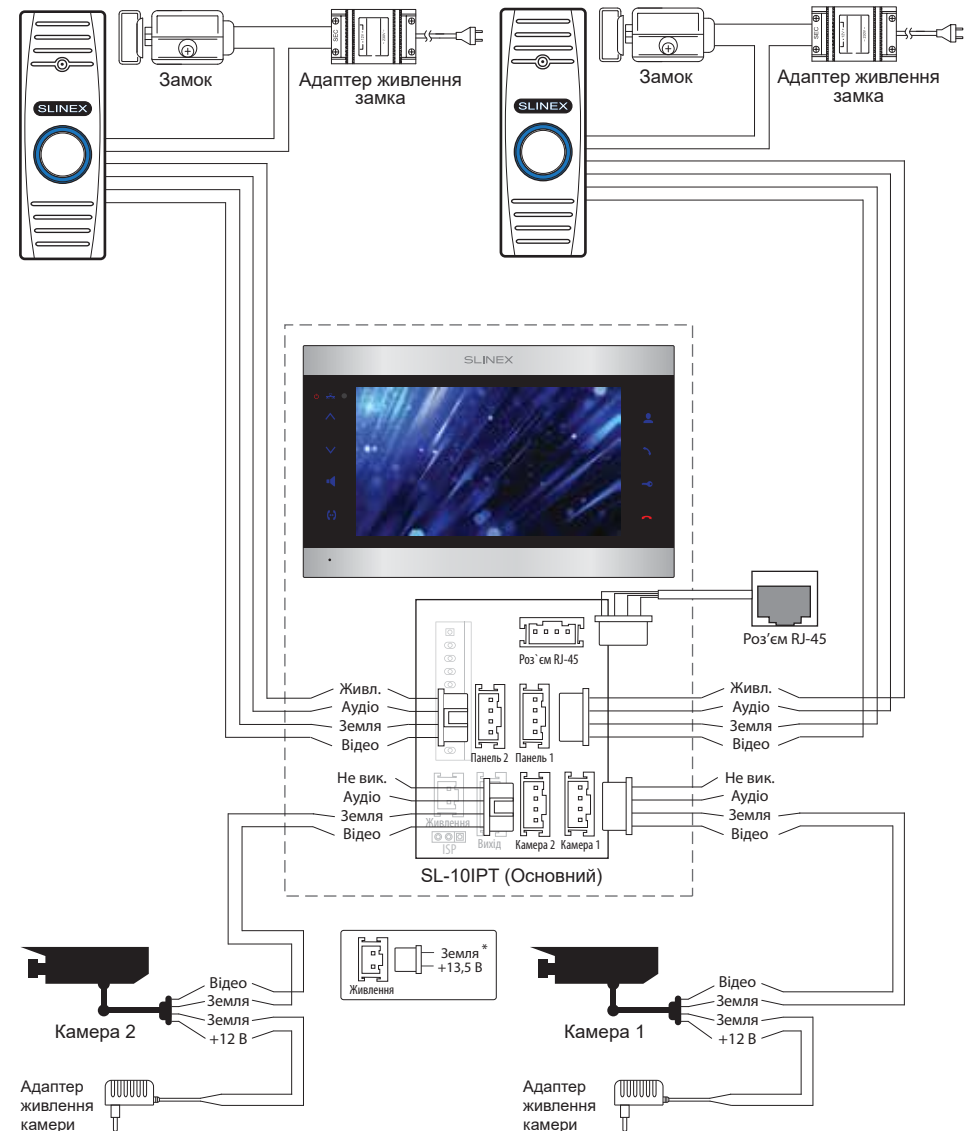 SEC
SEC
Замок
Адаптер живлення
замка
Замок
Адаптер живлення
замка
SLINEX
SLINEX
SLINEX
Роз'єм RJ-45
Роз`єм RJ-45
Живл.
Аудіо
Земля
Відео
Живл.
Аудіо
Земля
Відео
Панель 2
Панель 1
Не вик.
Аудіо
Земля
Відео
Не вик.
Аудіо
Земля
Відео
Живлення
ISP
Вихід
Камера 2
Камера 1
SL-10IPT (Основний)
Земля *
+13,5 В
Живлення
Відео
Земля
Земля
+12 В
Камера 2
Відео
Земля
Земля
+12 В
Камера 1
Адаптер
живлення
камери
Адаптер
живлення
камери